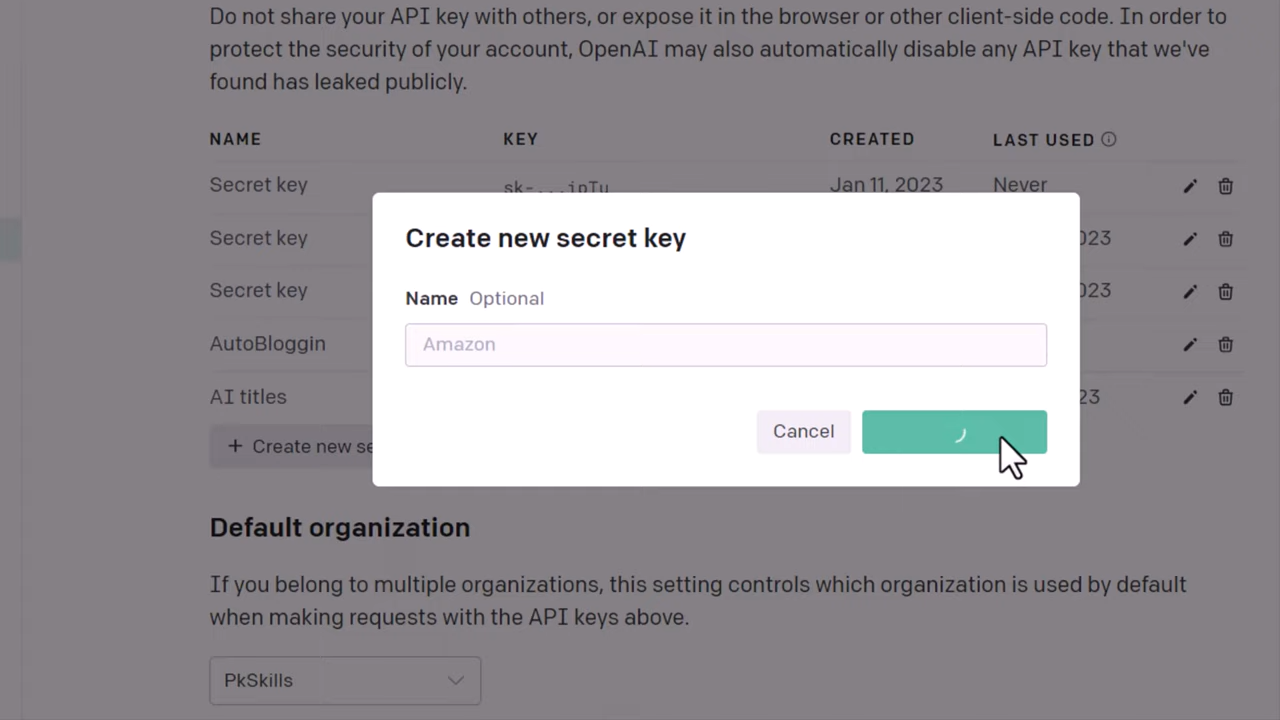 Do not share your API key with others, or expose it in the browser or other client-side code. In order to
protect the security of your account, OpenAI may also automatically disable any API key that we've
found has leaked publicly.
NAME KEY CREATED LAST USED
Secret key sk-...ipTu Jan 11, 2023 Never
Secret key 023
Secret key 023
AutoBloggin
AI titles 23
+ Create new se
Create new secret key
Name Optional
Amazon
Cancel
Default organization
If you belong to multiple organizations, this setting controls which organization is used by default
when making requests with the API keys above.
PkSkills